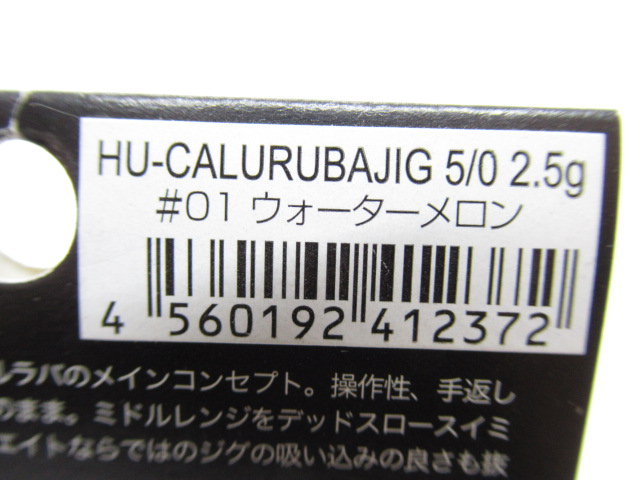 HU-CALURUBAJIG 5/0 2.5g
#01 ウォーターメロン
4 560192 412372
ルラバのメインコンセプト。操作性、手返し
のまま。ミドルレンジをデッドスロースイミ
エイトならではのジグの吸い込みの良さも抜